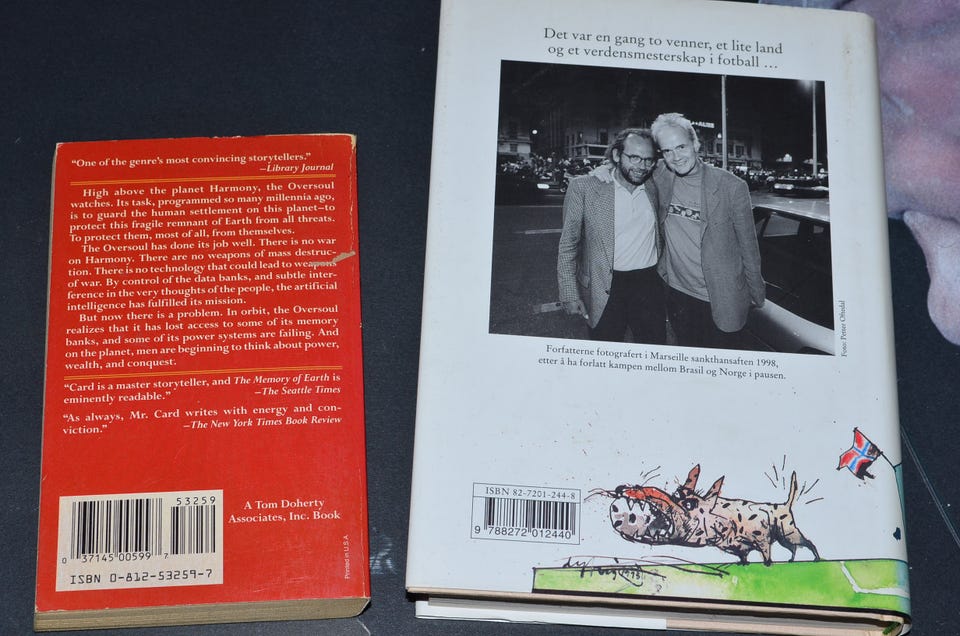 “One of the genre's most convincing storytellers.”
—Library Journal
High above the planet Harmony, the Oversoul
watches. Its task, programmed so many millennia ago,
is to guard the human settlement on this planet—to
protect this fragile remnant of Earth from all threats.
To protect them, most of all, from themselves.
The Oversoul has done its job well. There is no war
on Harmony. There are no weapons of mass destruc-
tion. There is no technology that could lead to weapons
of war. By control of the data banks, and subtle inter-
ference in the very thoughts of the people, the artificial
intelligence has fulfilled its mission.
But now there is a problem. In orbit, the Oversoul
realizes that it has lost access to some of its memory
banks, and some of its power systems are failing. And
on the planet, men are beginning to think about power,
wealth, and conquest.
“Card is a master storyteller, and The Memory of Earth is
eminently readable.”
—The Seattle Times
“As always, Mr. Card writes with energy and con-
viction.”
—The New York Times Book Review
53259
0 37145 00599 7
ISBN 0-812-53259-7
A Tom Doherty
Associates, Inc. Book
Printed in U.S.A
Det var en gang to venner, et lite land
og et verdensmesterskap i fotball ...
Foto: Petter Oftedal
Forfatterne fotografert i Marseille sankthansaften 1998,
etter å ha forlatt kampen mellom Brasil og Norge i pausen.
ISBN 82-7201-244-8
9 788272 012440